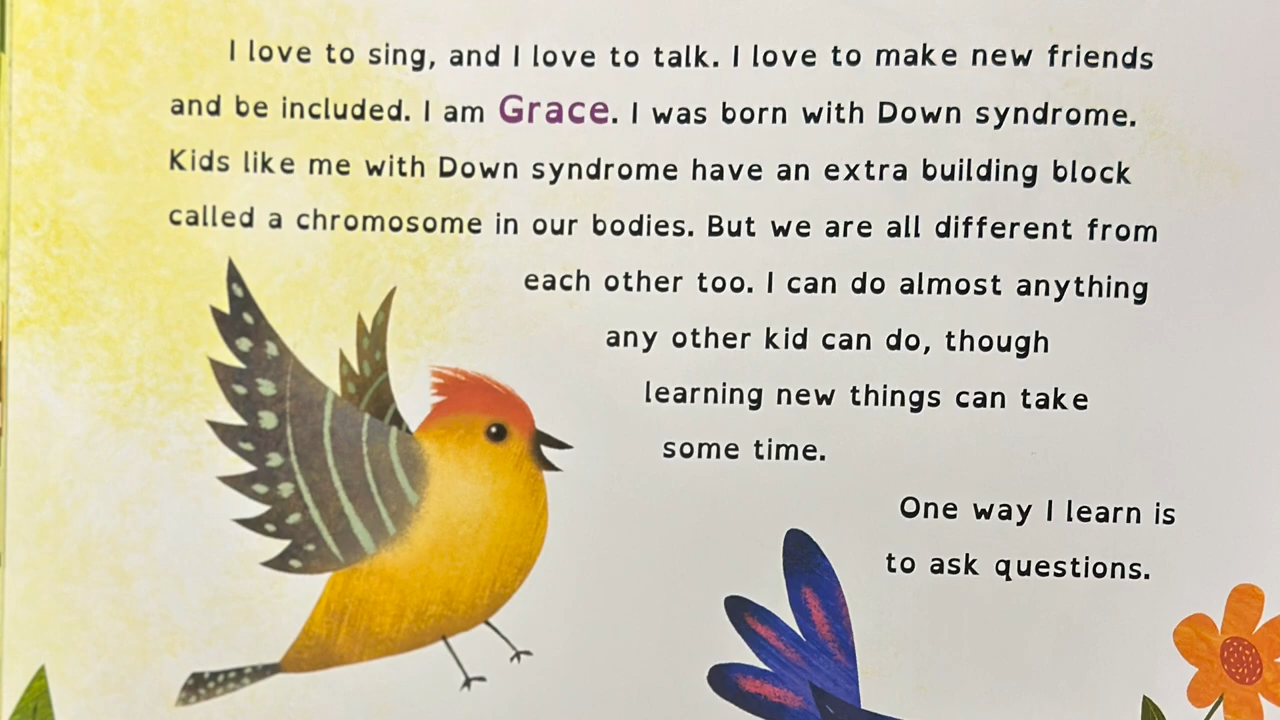 I love to sing, and I love to talk. I love to make new friends
and be included. I am Grace. I was born with Down syndrome.
Kids like me with Down syndrome have an extra building block
called a chromosome in our bodies. But we are all different from
each other too. I can do almost anything
any other kid can do, though
learning new things can take
some time.
One way I learn is
to ask questions.